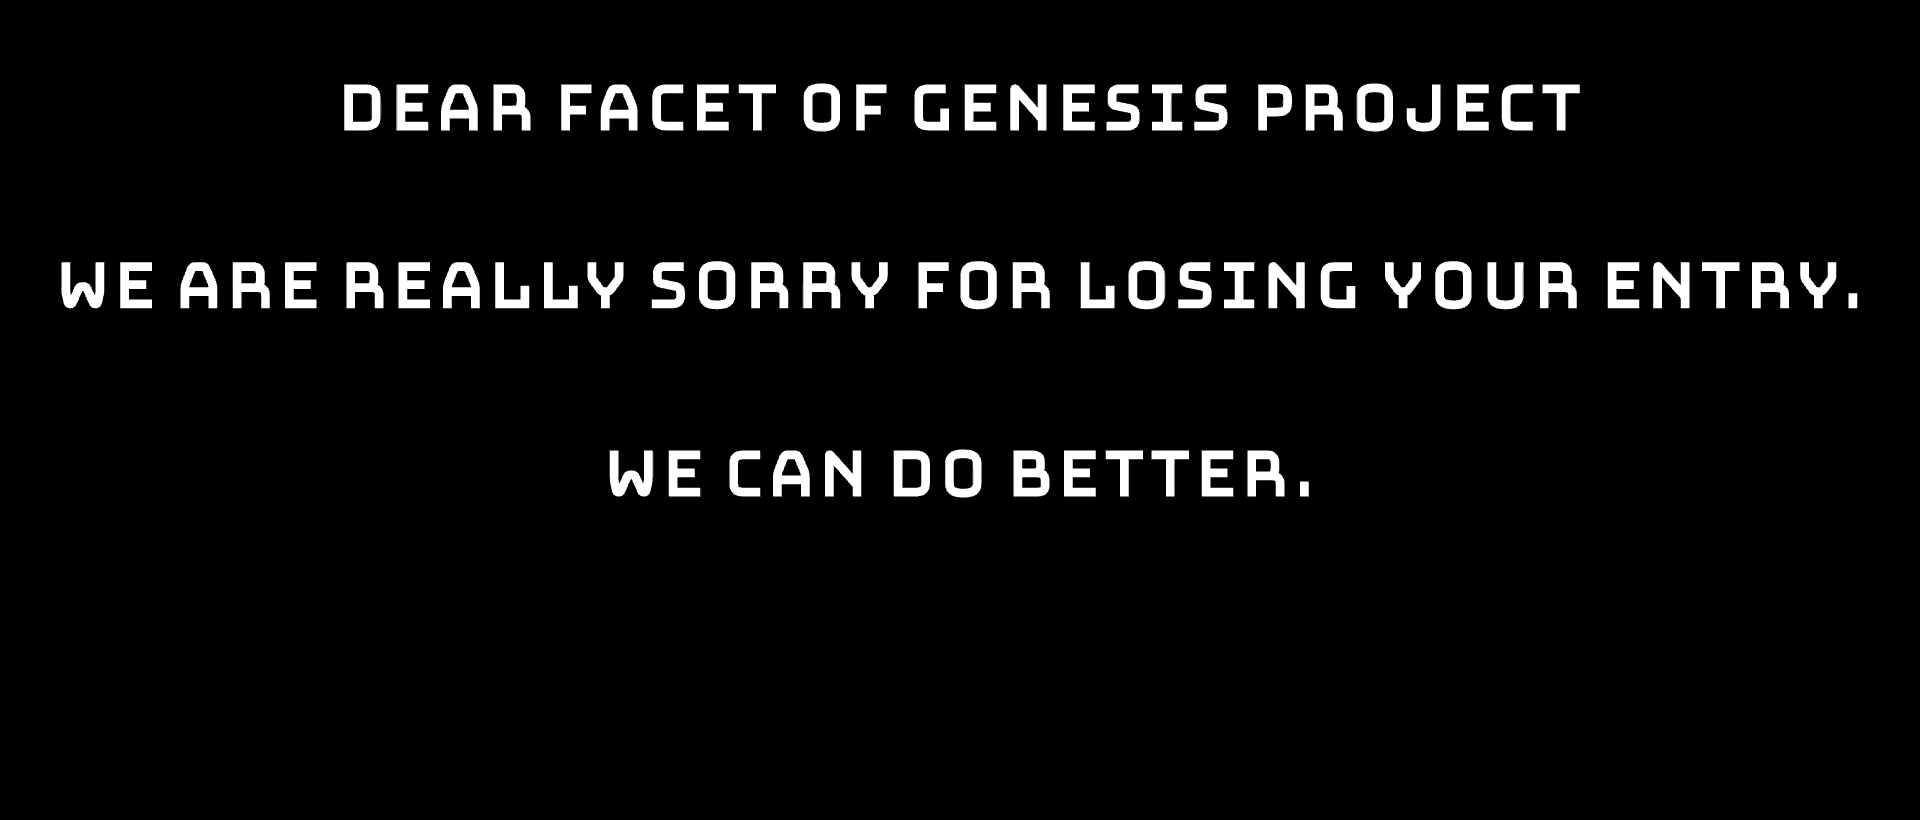 DEAR FACET OF GENESIS PROJECT
WE ARE REALLY SORRY FOR LOSING YOUR ENTRY.
WE CAN DO BETTER.